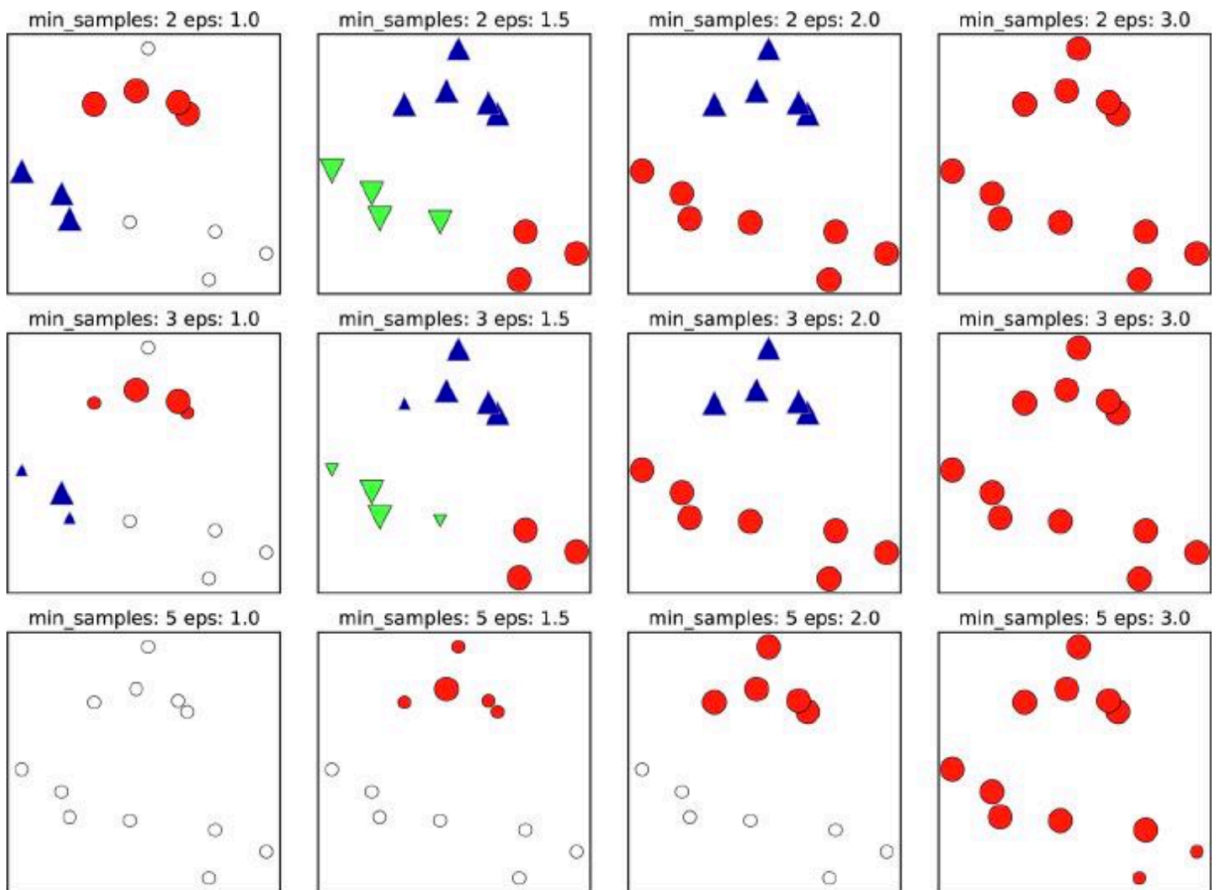 min_samples: 2 eps: 1.0
min_samples: 2 eps: 1.5
min_samples: 2 eps: 2.0
min_samples: 2 eps: 3.0
min_samples: 3 eps: 1.0
min_samples: 3 eps: 1.5
min_samples: 3 eps: 2.0
min_samples: 3 eps: 3.0
min_samples: 5 eps: 1.0
min_samples: 5 eps: 1.5
min_samples: 5 eps: 2.0
min_samples: 5 eps: 3.0